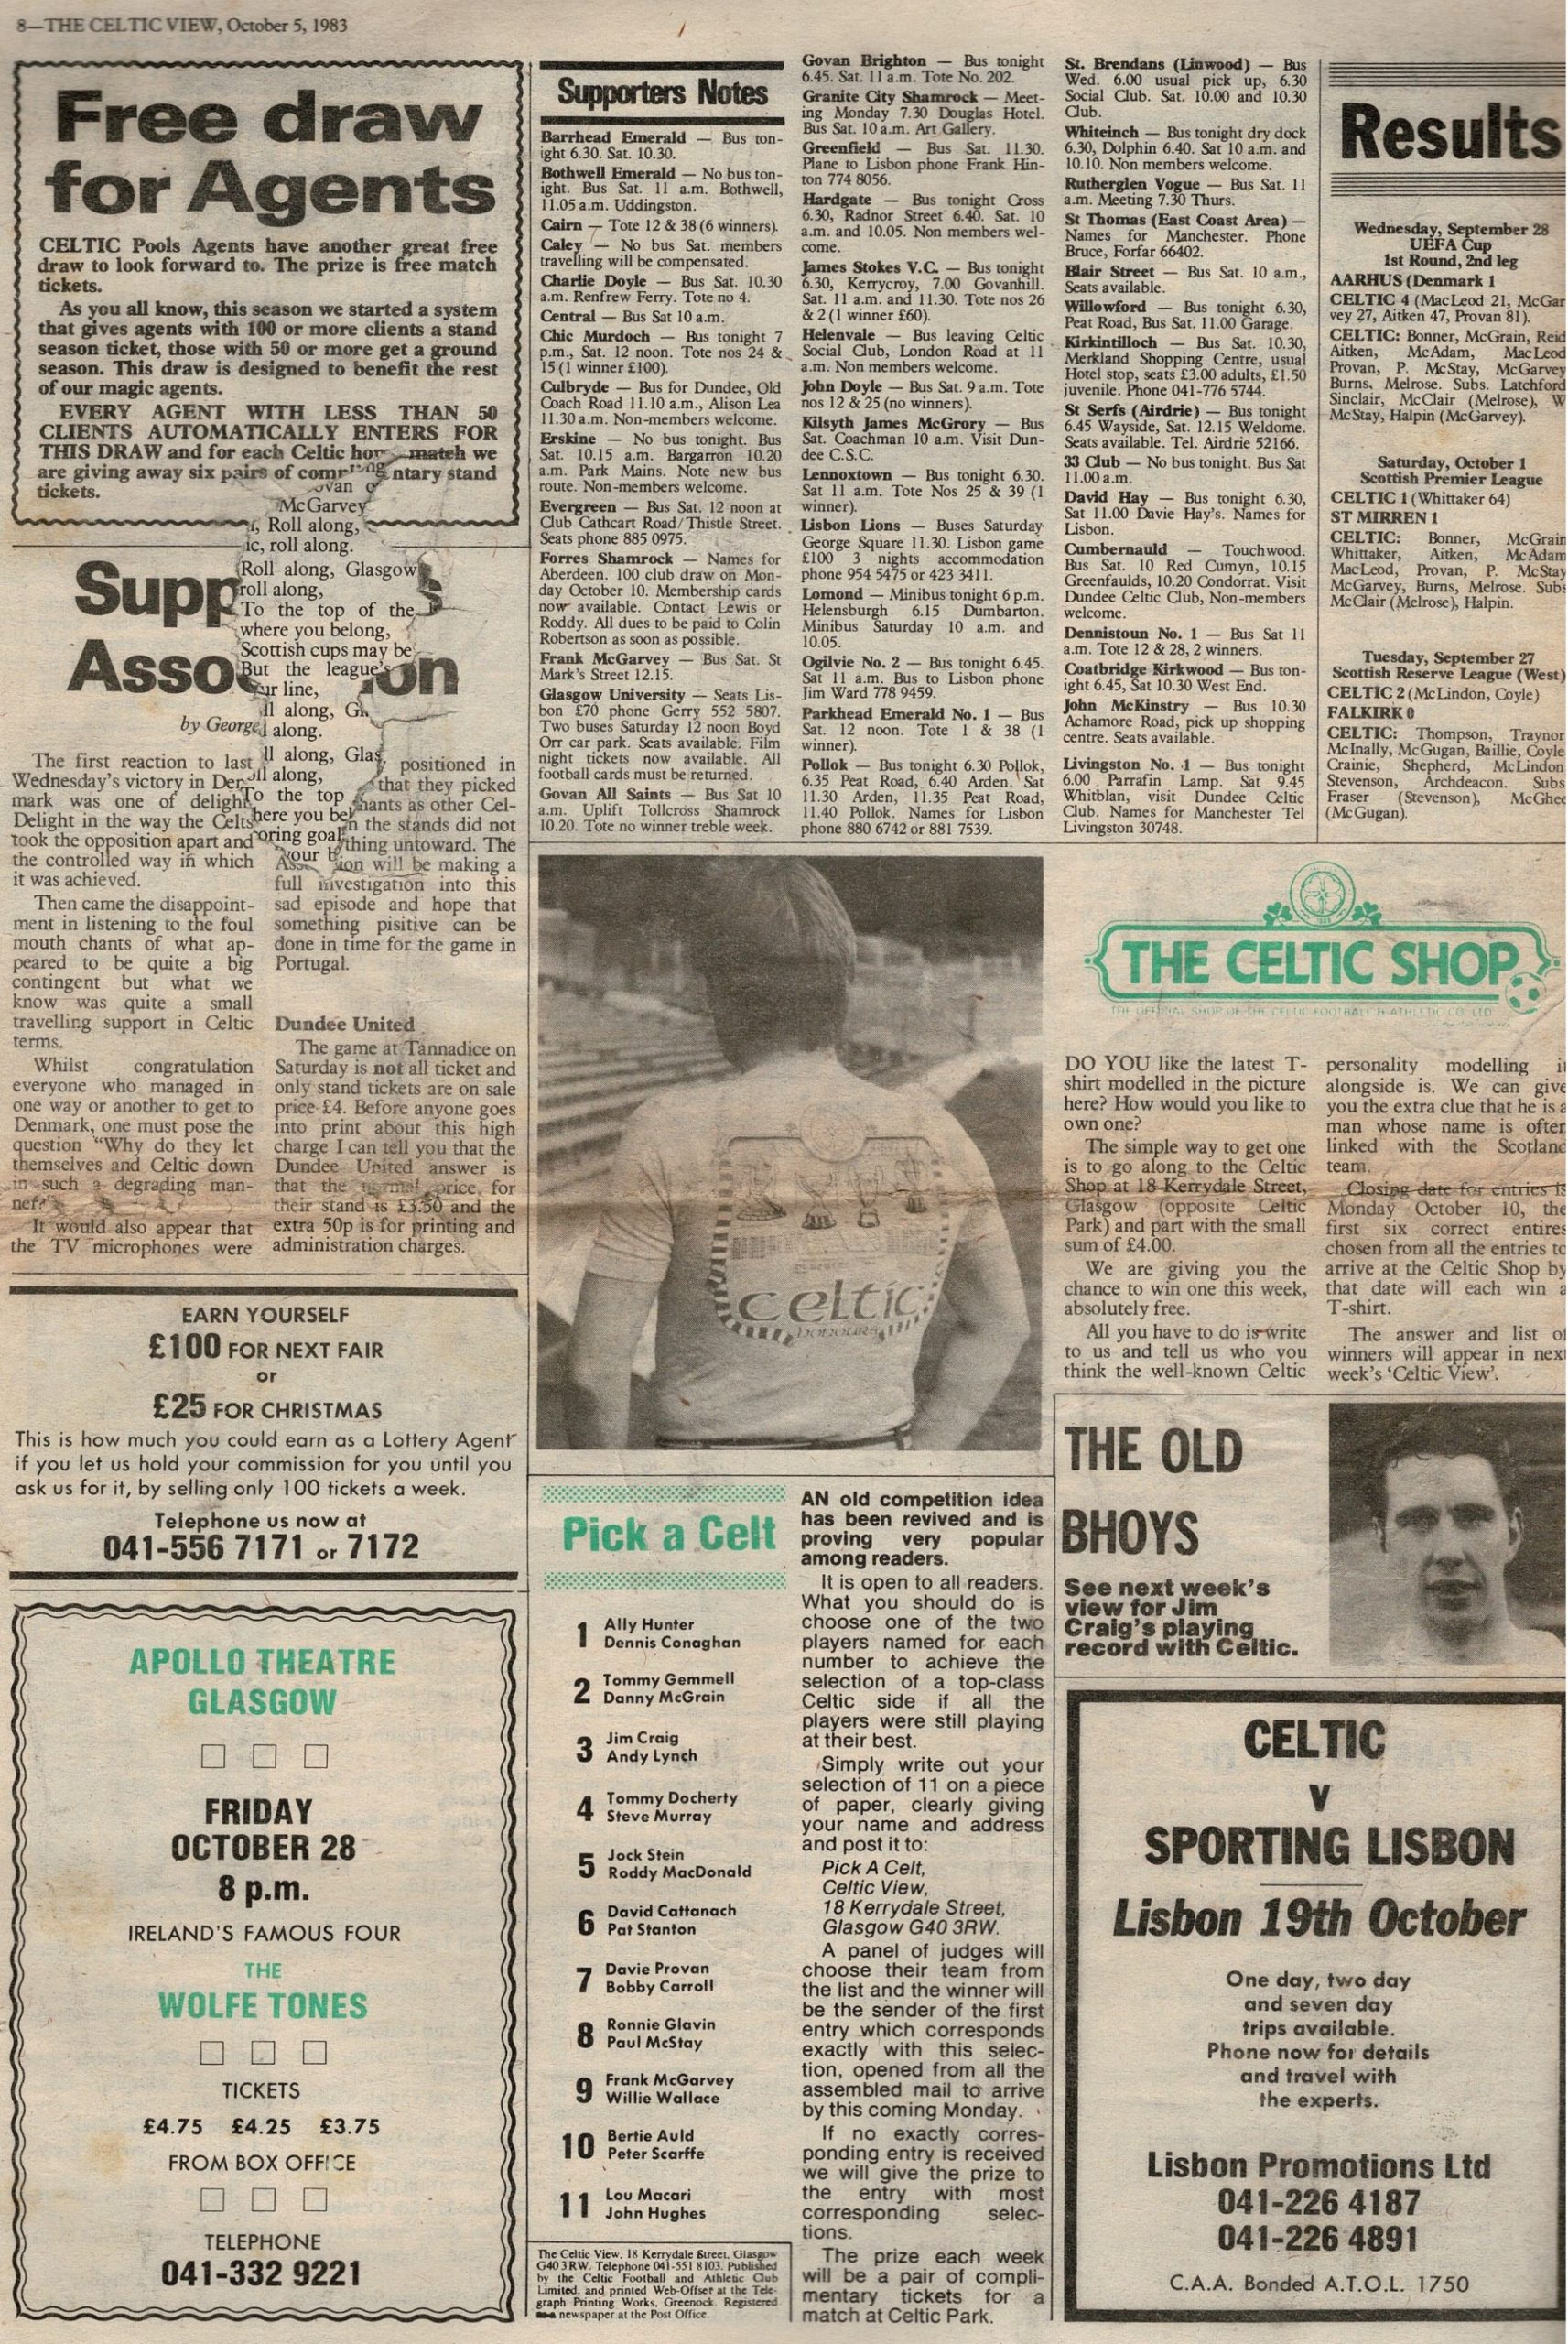 8—THE CELTIC VIEW, October 5, 1983
Free draw
for Agents
CELTIC Pools Agents have another great free
draw to look forward to. The prize is free match
tickets.
As you all know, this season we started a system
that gives agents with 100 or more clients a stand
season ticket, those with 50 or more get a ground
season. This draw is designed to benefit the rest
of our magic agents.
EVERY AGENT WITH LESS THAN 50
CLIENTS AUTOMATICALLY ENTERS FOR
THIS DRAW and for each Celtic match we
are giving away six pairs of stand
tickets.
McGarvey
Roll along,
roll along.
Roll along, Glasgow
roll along,
To the top of the
where you belong,
Scottish cups may be
But the league's
line,
along,
along.
along,
along,
To the top
here you
oring goal
your
Supp
Asso on
by George
The first reaction to last
Wednesday's victory in Den-
mark was one of delight.
Delight in the way the Celts
took the opposition apart and
the controlled way in which
it was achieved.
Then came the disappoint-
ment in listening to the foul
mouth chants of what ap-
peared to be quite a big
contingent but what we
know was quite a small
travelling support in Celtic
terms.
Whilst congratulation
everyone who managed in
one way or another to get to
Denmark, one must pose the
question "Why do they let
themselves and Celtic down
in such a degrading man-
ner?"
It would also appear that
the TV microphones were
positioned in
that they picked
chants as other Cel-
in the stands did not
thing untoward. The
will be making a
full investigation into this
sad episode and hope that
something pisitive can be
done in time for the game in
Portugal.
Dundee United
The game at Tannadice on
Saturday is not all ticket and
only stand tickets are on sale
price £4. Before anyone goes
into print about this high
charge I can tell you that the
Dundee United answer is
that the normal price for
their stand is £3.50 and the
extra 50p is for printing and
administration charges.
EARN YOURSELF
£100 FOR NEXT FAIR
or
£25 FOR CHRISTMAS
This is how much you could earn as a Lottery Agent
if you let us hold your commission for you until you
ask us for it, by selling only 100 tickets a week.
Telephone us now at
041-556 7171 or 7172
APOLLO THEATRE
GLASGOW
FRIDAY
OCTOBER 28
8 p.m.
IRELAND'S FAMOUS FOUR
THE
WOLFE TONES
TICKETS
£4.75 £4.25 £3.75
FROM BOX OFFICE
TELEPHONE
041-332 9221
Supporters Notes
Barrhead Emerald — Bus ton-
ight 6.30. Sat. 10.30.
Bothwell Emerald — No bus ton-
ight. Bus Sat. 11 a.m. Bothwell,
11.05 a.m. Uddingston.
Cairn — Tote 12 & 38 (6 winners).
Caley — No bus Sat. members
travelling will be compensated.
Charlie Doyle — Bus Sat. 10.30
a.m. Renfrew Ferry. Tote no 4.
Central — Bus Sat 10 a.m.
Chic Murdoch — Bus tonight 7
p.m., Sat. 12 noon. Tote nos 24 &
15 (1 winner £100).
Culbryde — Bus for Dundee, Old
Coach Road 11.10 a.m., Alison Lea
11.30 a.m. Non-members welcome.
Erskine — No bus tonight. Bus
Sat. 10.15 a.m. Bargarron 10.20
a.m. Park Mains. Note new bus
route. Non-members welcome.
Evergreen — Bus Sat. 12 noon at
Club Cathcart Road/Thistle Street.
Seats phone 885 0975.
Forres Shamrock — Names for
Aberdeen. 100 club draw on Mon-
day October 10. Membership cards
now available. Contact Lewis or
Roddy. All dues to be paid to Colin
Robertson as soon as possible.
Frank McGarvey — Bus Sat. St
Mark's Street 12.15.
Glasgow University — Seats Lis-
bon £70 phone Gerry 552 5807.
Two buses Saturday 12 noon Boyd
Orr car park. Seats available. Film
night tickets now available. All
football cards must be returned.
Govan All Saints — Bus Sat 10
a.m. Uplift Tollcross Shamrock
10.20. Tote no winner treble week.
Govan Brighton — Bus tonight
6.45. Sat. 11 a.m. Tote No. 202.
Granite City Shamrock — Meet-
ing Monday 7.30 Douglas Hotel.
Bus Sat. 10 a.m. Art Gallery.
Greenfield — Bus Sat. 11.30.
Plane to Lisbon phone Frank Hin-
ton 774 8056.
Hardgate — Bus tonight Cross
6.30, Radnor Street 6.40. Sat. 10
a.m. and 10.05. Non members wel-
come.
James Stokes V.C. — Bus tonight
6.30, Kerrycroy, 7.00 Govanhill.
Sat. 11 a.m. and 11.30. Tote nos 26
& 2 (1 winner £60).
Helenvale — Bus leaving Celtic
Social Club, London Road at 11
a.m. Non members welcome.
John Doyle — Bus Sat. 9 a.m. Tote
nos 12 & 25 (no winners).
Kilsyth James McGrory — Bus
Sat. Coachman 10 a.m. Visit Dun-
dee C.S.C.
Lennoxtown — Bus tonight 6.30.
Sat 11 a.m. Tote Nos 25 & 39 (1
winner).
Lisbon Lions — Buses Saturday
George Square 11.30. Lisbon game
£100 3 nights accommodation
phone 954 5475 or 423 3411.
Lomond — Minibus tonight 6 p.m.
Helensburgh 6.15 Dumbarton.
Minibus Saturday 10 a.m. and
10.05.
Ogilvie No. 2 — Bus tonight 6.45.
Sat 11 a.m. Bus to Lisbon phone
Jim Ward 778 9459.
Parkhead Emerald No. 1 — Bus
Sat. 12 noon. Tote 1 & 38 (1
winner).
Pollok — Bus tonight 6.30 Pollok,
6.35 Peat Road, 6.40 Arden. Sat
11.30 Arden, 11.35 Peat Road,
11.40 Pollok. Names for Lisbon
phone 880 6742 or 881 7539.
St. Brendans (Linwood) — Bus
Wed. 6.00 usual pick up, 6.30
Social Club. Sat. 10.00 and 10.30
Club.
Whiteinch — Bus tonight dry dock
6.30, Dolphin 6.40. Sat 10 a.m. and
10.10. Non members welcome.
Rutherglen Vogue — Bus Sat. 11
a.m. Meeting 7.30 Thurs.
St Thomas (East Coast Area) —
Names for Manchester. Phone
Bruce, Forfar 66402.
Blair Street — Bus Sat. 10 a.m.,
Seats available.
Willowford — Bus tonight 6.30,
Peat Road, Bus Sat. 11.00 Garage.
Kirkintilloch — Bus Sat. 10.30,
Merkland Shopping Centre, usual
Hotel stop, seats £3.00 adults, £1.50
juvenile. Phone 041-776 5744.
St Serfs (Airdrie) — Bus tonight
6.45 Wayside, Sat. 12.15 Weldome.
Seats available. Tel. Airdrie 52166.
33 Club — No bus tonight. Bus Sat
11.00 a.m.
David Hay — Bus tonight 6.30,
Sat 11.00 Davie Hay's. Names for
Lisbon.
Cumbernauld — Touchwood.
Bus Sat. 10 Red Cumyn, 10.15
Greenfaulds, 10.20 Condorrat. Visit
Dundee Celtic Club, Non-members
welcome.
Dennistoun No. 1 — Bus Sat 11
a.m. Tote 12 & 28, 2 winners.
Coatbridge Kirkwood — Bus ton-
ight 6.45, Sat 10.30 West End.
John McKinstry — Bus 10.30
Achamore Road, pick up shopping
centre. Seats available.
Livingston No. 1 — Bus tonight
6.00 Parrafin Lamp. Sat 9.45
Whitblan, visit Dundee Celtic
Club. Names for Manchester Tel
Livingston 30748.
Results
Wednesday, September 28
UEFA Cup
1st Round, 2nd leg
AARHUS (Denmark 1
CELTIC 4 (MacLeod 21, McGar
vey 27, Aitken 47, Provan 81).
CELTIC: Bonner, McGrain, Reid
Aitken, McAdam, MacLeod
Provan, P. McStay, McGarvey
Burns, Melrose. Subs. Latchford
Sinclair, McClair (Melrose), W
McStay, Halpin (McGarvey).
Saturday, October 1
Scottish Premier League
CELTIC 1 (Whittaker 64)
ST MIRREN 1
CELTIC: Bonner, McGrain
Whittaker, Aitken, McAdam
MacLeod, Provan, P. McStay
McGarvey, Burns, Melrose. Subs
McClair (Melrose), Halpin.
Tuesday, September 27
Scottish Reserve League (West)
CELTIC 2 (McLindon, Coyle)
FALKIRK 0
CELTIC: Thompson, Traynor
McInally, McGugan, Baillie, Coyle
Crainie, Shepherd, McLindon
Stevenson, Archdeacon. Subs
Fraser (Stevenson), McGhee
(McGugan).
celtic
honours
THE CELTIC SHOP
THE OFFICIAL SHOP OF THE CELTIC FOOTBALL & ATHLETIC CO. LTD.
DO YOU like the latest T-
shirt modelled in the picture
here? How would you like to
own one?
The simple way to get one
is to go along to the Celtic
Shop at 18 Kerrydale Street,
Glasgow (opposite Celtic
Park) and part with the small
sum of £4.00.
We are giving you the
chance to win one this week,
absolutely free.
All you have to do is write
to us and tell us who you
think the well-known Celtic
personality modelling i
alongside is. We can give
you the extra clue that he is a
man whose name is often
linked with the Scotland
team.
Closing date for entries is
Monday October 10, the
first six correct entires
chosen from all the entries to
arrive at the Celtic Shop by
that date will each win a
T-shirt.
The answer and list of
winners will appear in next
week's 'Celtic View'.
Pick a Celt
1 Ally Hunter
Dennis Conaghan
2 Tommy Gemmell
Danny McGrain
3 Jim Craig
Andy Lynch
4 Tommy Docherty
Steve Murray
5 Jock Stein
Roddy MacDonald
6 David Cattanach
Pat Stanton
7 Davie Provan
Bobby Carroll
8 Ronnie Glavin
Paul McStay
9 Frank McGarvey
Willie Wallace
10 Bertie Auld
Peter Scarffe
11 Lou Macari
John Hughes
The Celtic View, 18 Kerrydale Street, Glasgow
G40 3RW. Telephone 041-551 8103. Published
by the Celtic Football and Athletic Club
Limited, and printed Web-Offset at the Tele-
graph Printing Works, Greenock. Registered
newspaper at the Post Office.
AN old competition idea
has been revived and is
proving very popular
among readers.
It is open to all readers.
What you should do is
choose one of the two
players named for each
number to achieve the
selection of a top-class
Celtic side if all the
players were still playing
at their best.
Simply write out your
selection of 11 on a piece
of paper, clearly giving
your name and address
and post it to:
Pick A Celt,
Celtic View,
18 Kerrydale Street,
Glasgow G40 3RW.
A panel of judges will
choose their team from
the list and the winner will
be the sender of the first
entry which corresponds
exactly with this selec-
tion, opened from all the
assembled mail to arrive
by this coming Monday.
If no exactly corres-
ponding entry is received
we will give the prize to
the entry with most
corresponding selec-
tions.
The prize each week
will be a pair of compli-
mentary tickets for a
match at Celtic Park.
THE OLD
BHOYS
See next week's
view for Jim
Craig's playing
record with Celtic.
CELTIC
v
SPORTING LISBON
Lisbon 19th October
One day, two day
and seven day
trips available.
Phone now for details
and travel with
the experts.
Lisbon Promotions Ltd
041-226 4187
041-226 4891
C.A.A. Bonded A.T.O.L. 1750